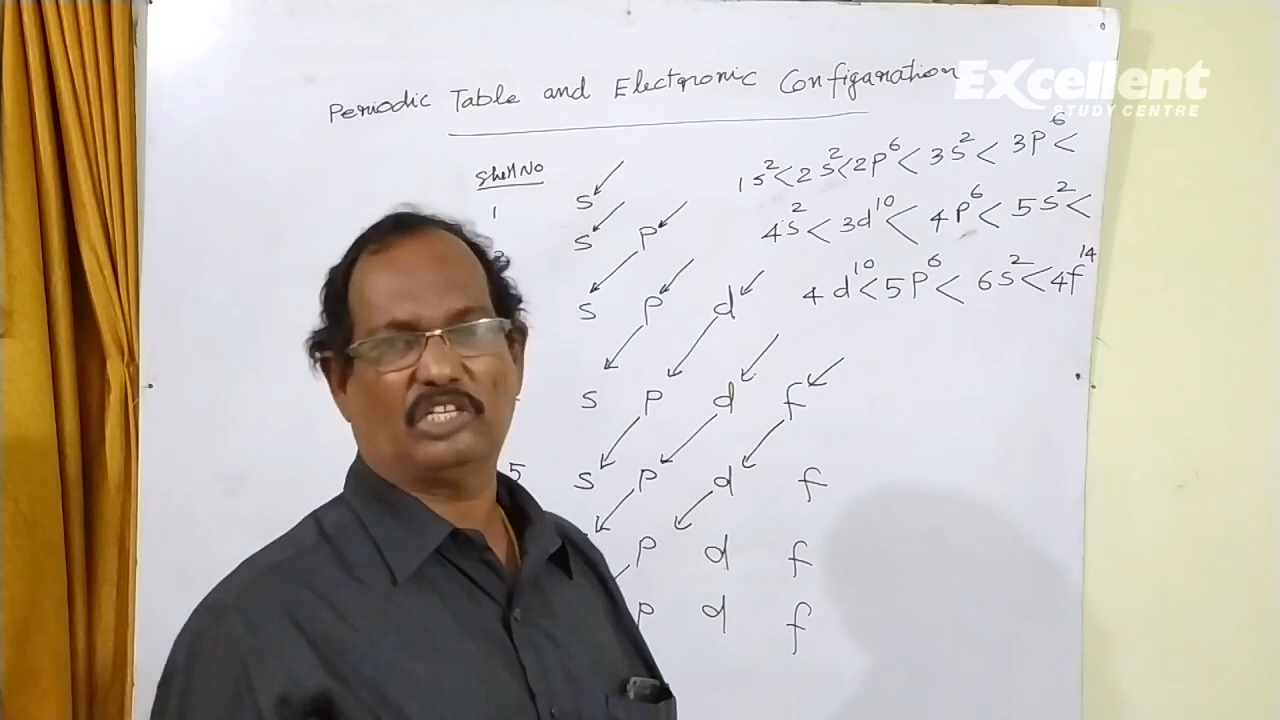 Periodic Table and Electronic Configaration
Excellent
STUDY CENTRE
Shell No
1s²<2s²<2p⁶<3s²<3p⁶<
4s²<3d¹⁰<4p⁶<5s²<
4d¹⁰<5p⁶<6s²<4f¹⁴
1 s
s p
s p d
s p d f
5 s p d f
p d f
p d f